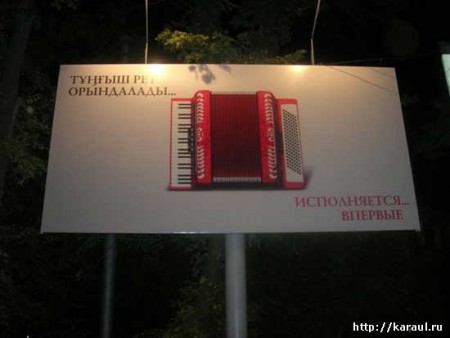 ТҰҢҒЫШ РЕТ
ОРЫНДАЛАДЫ...
ИСПОЛНЯЕТСЯ...
ВПЕРВЫЕ
http://karaul.ru